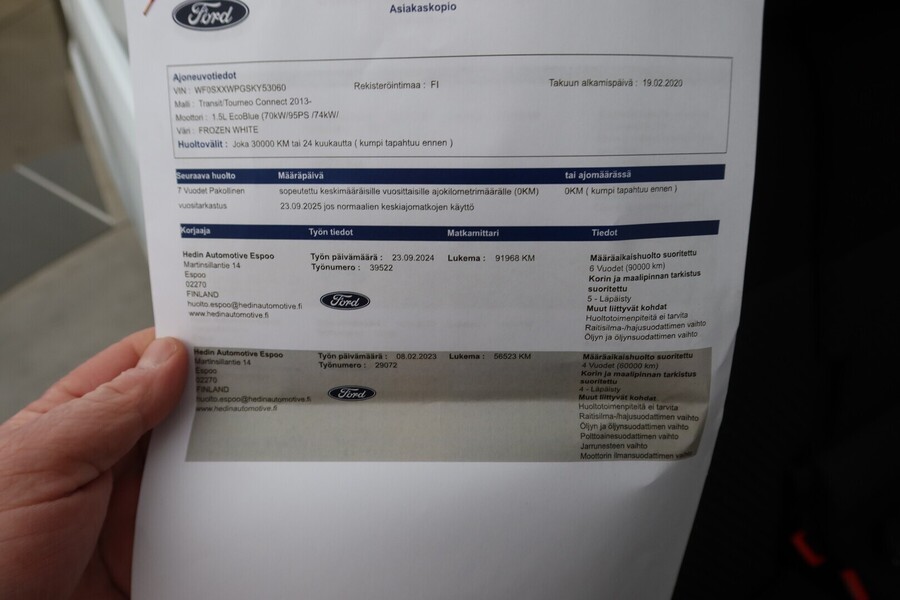 Ford
Asiakaskopio
Ajoneuvotiedot
VIN : WF0SXXWPGSKY53060 Rekisteröintimaa : FI Takuun alkamispäivä : 19.02.2020
Malli : Transit/Tourneo Connect 2013-
Moottori : 1.5L EcoBlue (70kW/95PS /74kW/
Väri : FROZEN WHITE
Huoltovälit : Joka 30000 KM tai 24 kuukautta ( kumpi tapahtuu ennen )
Seuraava huolto Määräpäivä tai ajomäärässä
7 Vuodet Pakollinen sopeutettu keskimääräisille vuosittaisille ajokilometrimäärälle (0KM) 0KM ( kumpi tapahtuu ennen )
vuositarkastus 23.09.2025 jos normaalien keskiajomatkojen käyttö
Korjaaja Työn tiedot Matkamittari Tiedot
Hedin Automotive Espoo Työn päivämäärä : 23.09.2024 Lukema : 91968 KM Määräaikaishuolto suoritettu
Martinsillantie 14 Työnumero : 39522 6 Vuodet (90000 km)
Espoo Korin ja maalipinnan tarkistus
02270 suoritettu
FINLAND Ford 5 - Läpäisty
huolto.espoo@hedinautomotive.fi Muut liittyvät kohdat
www.hedinautomotive.fi Huoltotoimenpiteitä ei tarvita
Raitisilma-/hajusuodattimen vaihto
Öljyn ja öljynsuodattimen vaihto
Hedin Automotive Espoo Työn päivämäärä : 08.02.2023 Lukema : 56523 KM Määräaikaishuolto suoritettu
Martinsillantie 14 Työnumero : 29072 4 Vuodet (60000 km)
Espoo Korin ja maalipinnan tarkistus
02270 suoritettu
FINLAND Ford 4 - Läpäisty
huolto.espoo@hedinautomotive.fi Muut liittyvät kohdat
www.hedinautomotive.fi Huoltotoimenpiteitä ei tarvita
Raitisilma-/hajusuodattimen vaihto
Öljyn ja öljynsuodattimen vaihto
Polttoainesuodattimen vaihto
Jarrunesteen vaihto
Moottorin ilmansuodattimen vaihto